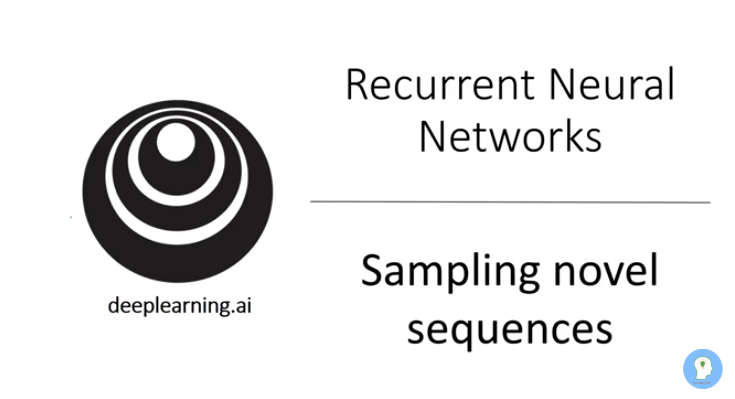 Recurrent Neural
Networks
Sampling novel
sequences
deeplearning.ai